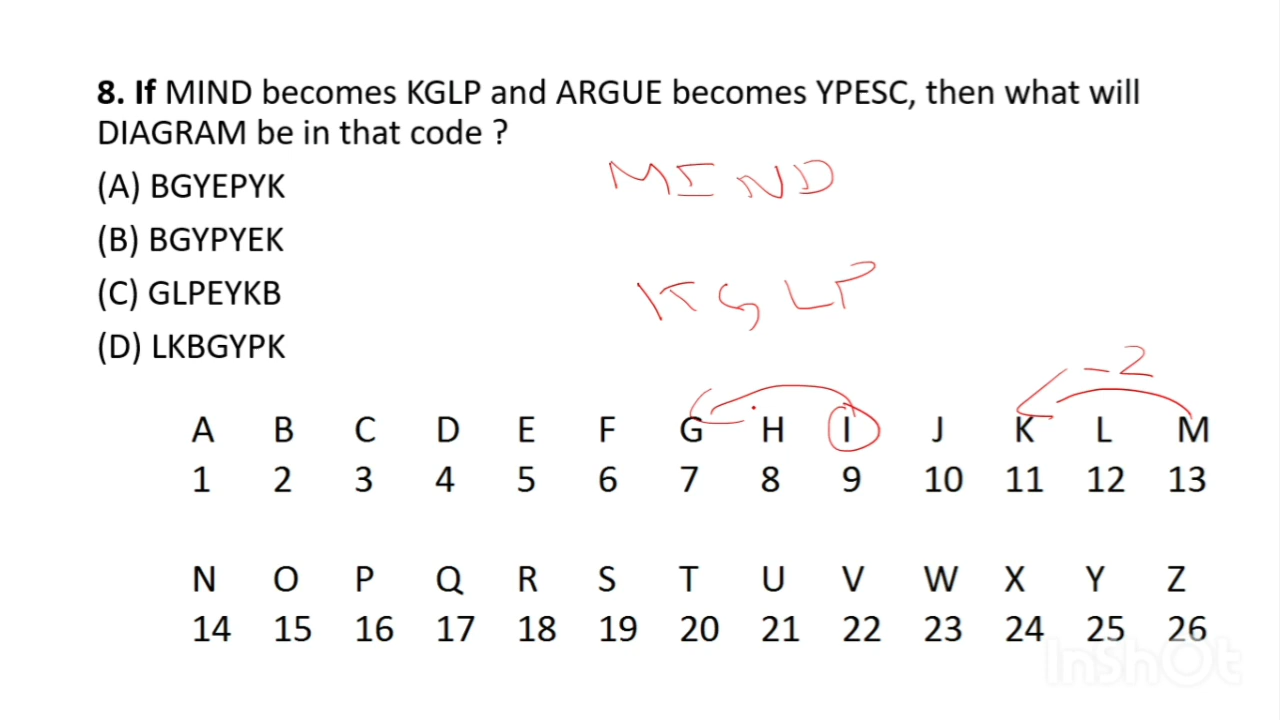 8. If MIND becomes KGLP and ARGUE becomes YPESC, then what will
DIAGRAM be in that code ?
(A) BGYEPYK
(B) BGYPYEK
(C) GLPEYKB
(D) LKBGYPK
MIND
KGLP
-2
A B C D E F G H I J K L M
1 2 3 4 5 6 7 8 9 10 11 12 13
N O P Q R S T U V W X Y Z
14 15 16 17 18 19 20 21 22 23 24 25 26
InShOt